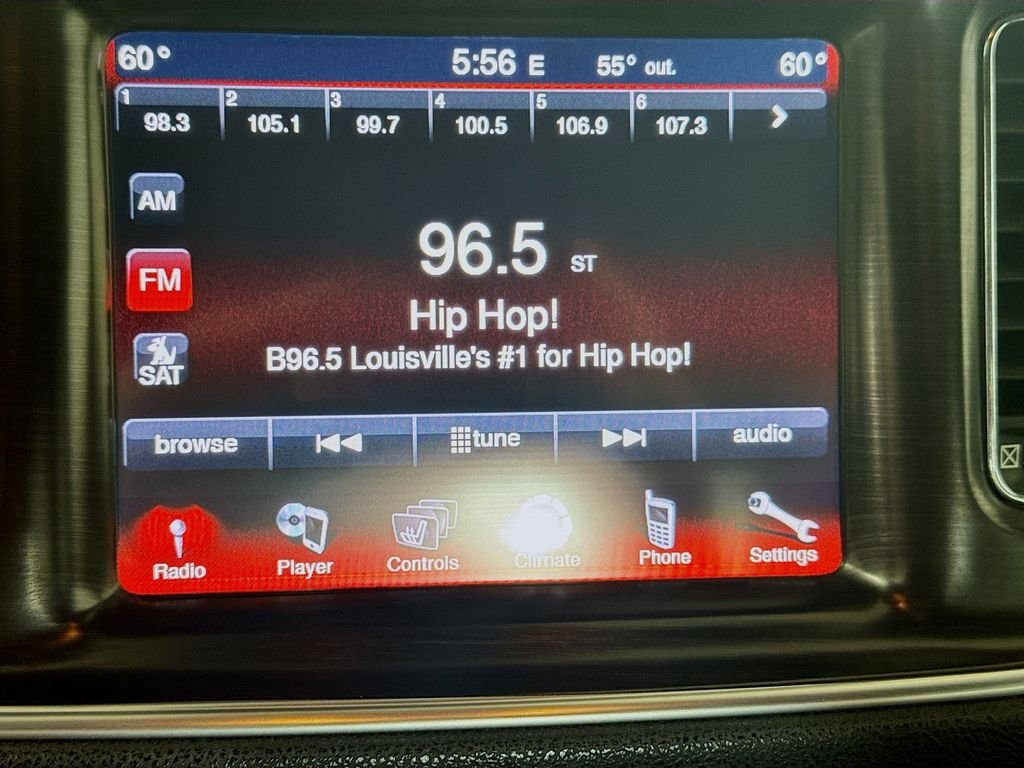 60° 5:56 E 55° out. 60°
1 2 3 4 5 6
98.3 105.1 99.7 100.5 106.9 107.3
AM
96.5 ST
FM
Hip Hop!
B96.5 Louisville's #1 for Hip Hop!
SAT
browse tune audio
Radio Player Controls Climate Phone Settings